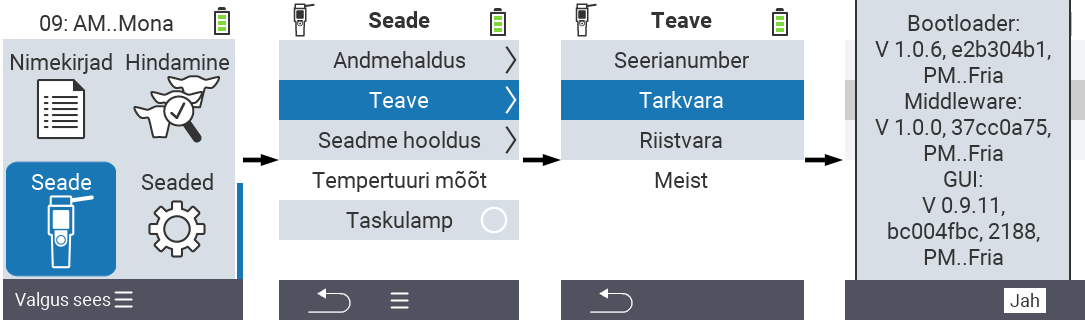 09: AM..Mona
Nimekirjad Hindamine
Seade Seaded
Valgus sees
Seade
Andmehaldus
Teave
Seadme hooldus
Tempertuuri mõõt
Taskulamp
Teave
Seerianumber
Tarkvara
Riistvara
Meist
Bootloader:
V 1.0.6, e2b304b1,
PM..Fria
Middleware:
V 1.0.0, 37cc0a75,
PM..Fria
GUI:
V 0.9.11,
bc004fbc, 2188,
PM..Fria
Jah